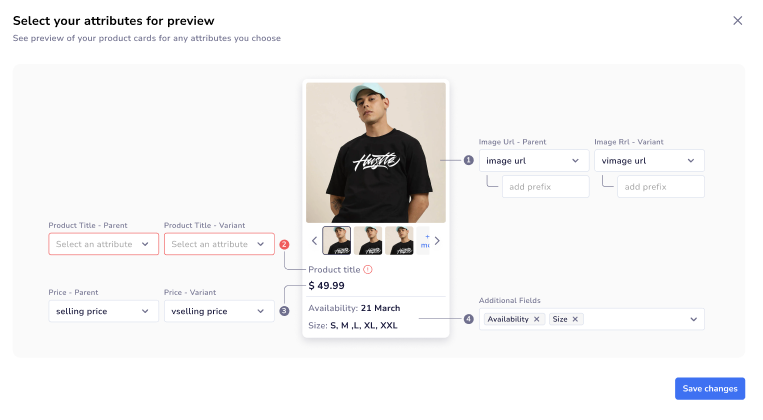 Select your attributes for preview
See preview of your product cards for any attributes you choose
Hustle
Image Url - Parent
Image Rrl - Variant
1
image url
vimage url
add prefix
add prefix
Product Title - Parent
Product Title - Variant
Select an attribute
Select an attribute
2
Product title
$ 49.99
Price - Parent
Price - Variant
selling price
vselling price
3
Availability: 21 March
Size: S, M ,L, XL, XXL
Additional Fields
4
Availability
Size
Save changes